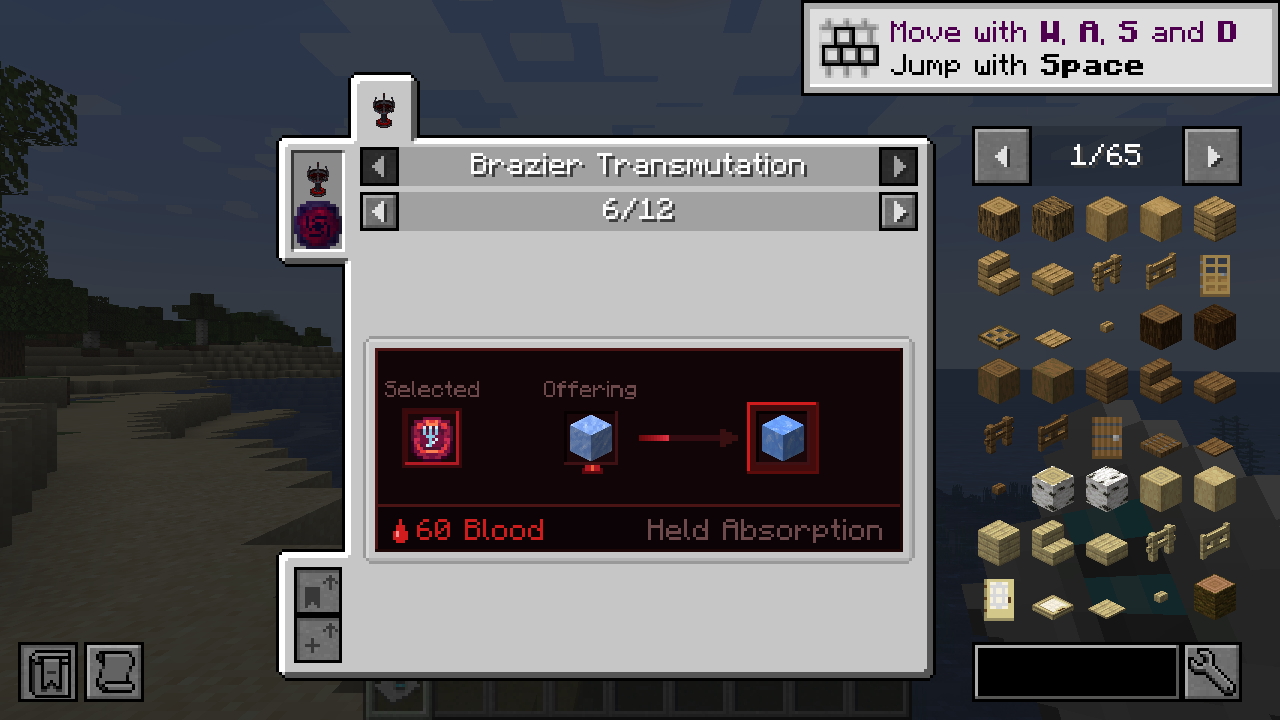 Move with W, A, S and D
Jump with Space
Brazier Transmutation
1/65
6/12
Selected
Offering
60 Blood
Held Absorption